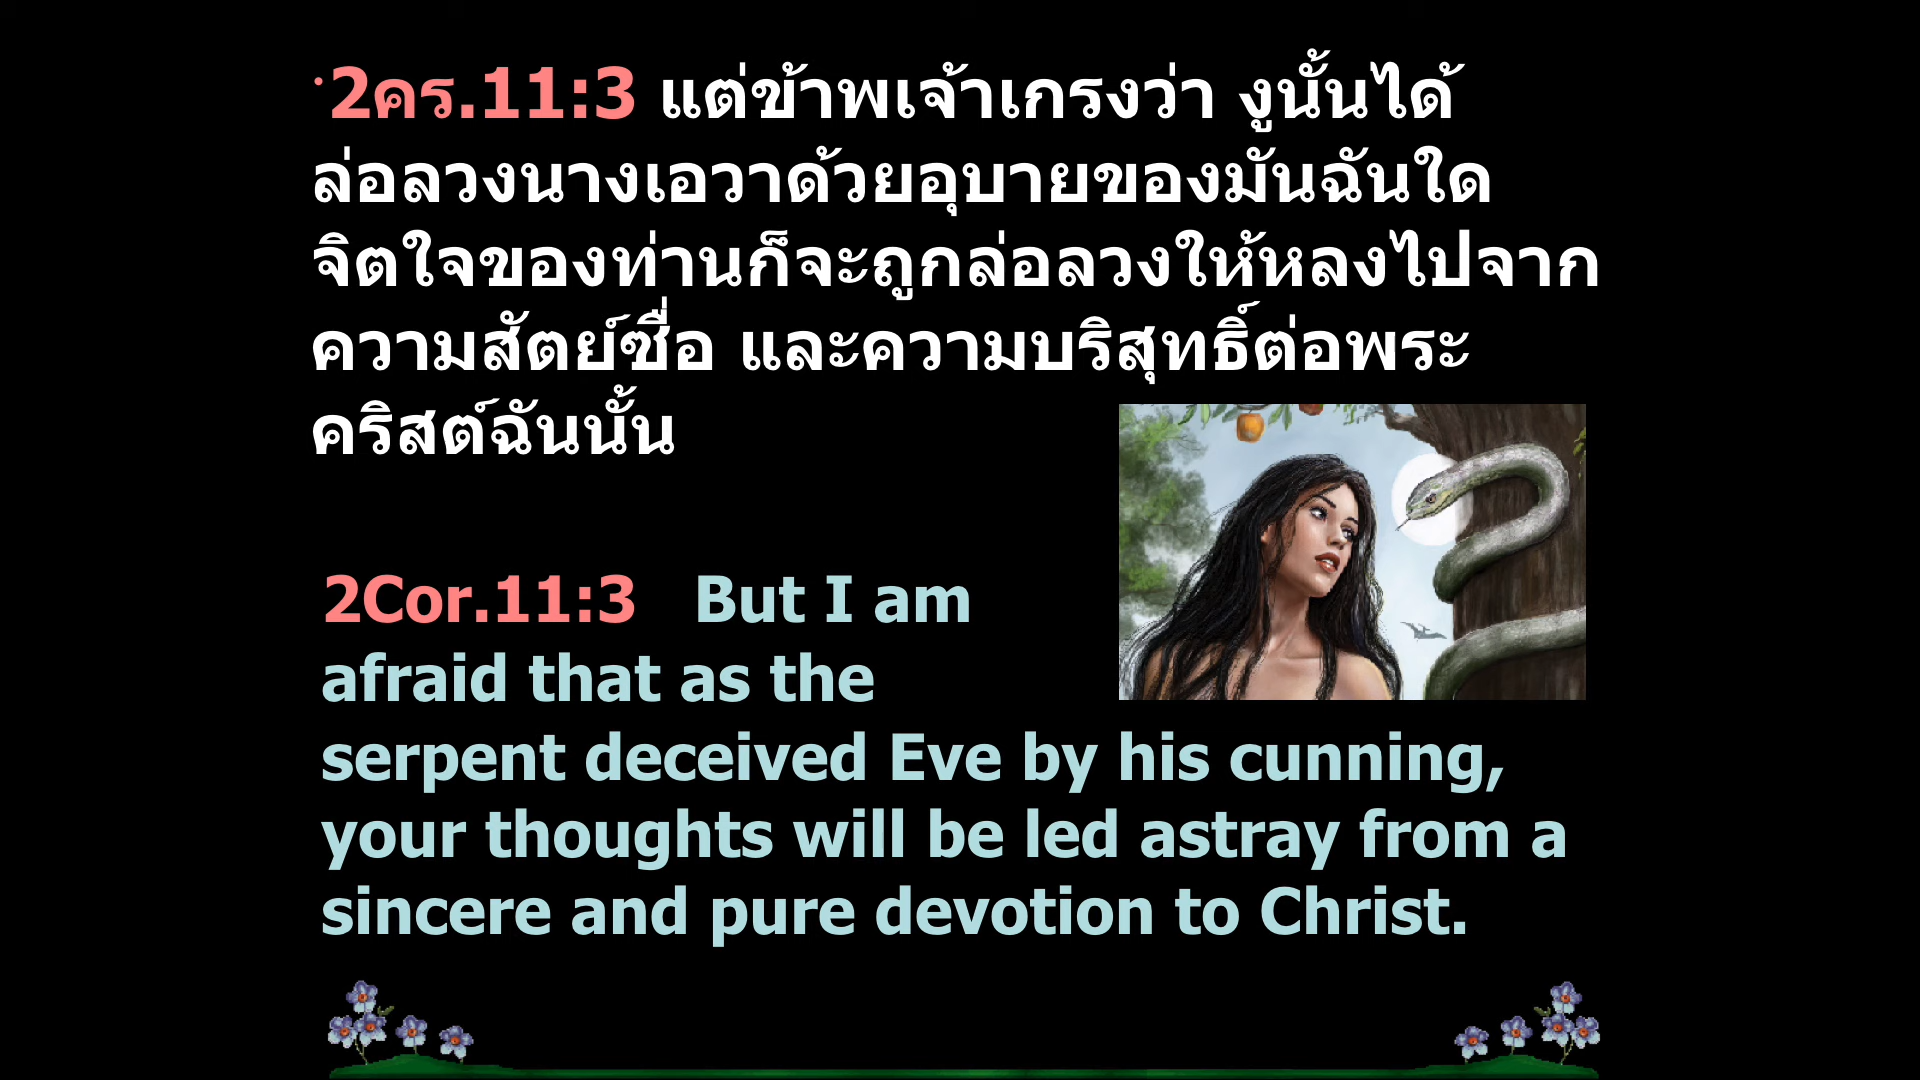 ·2คร.11:3 แต่ข้าพเจ้าเกรงว่า งูนั้นได้
ล่อลวงนางเอวาด้วยอุบายของมันฉันใด
จิตใจของท่านก็จะถูกล่อลวงให้หลงไปจาก
ความสัตย์ซื่อ และความบริสุทธิ์ต่อพระ
คริสต์ฉันนั้น
2Cor.11:3 But I am
afraid that as the
serpent deceived Eve by his cunning,
your thoughts will be led astray from a
sincere and pure devotion to Christ.